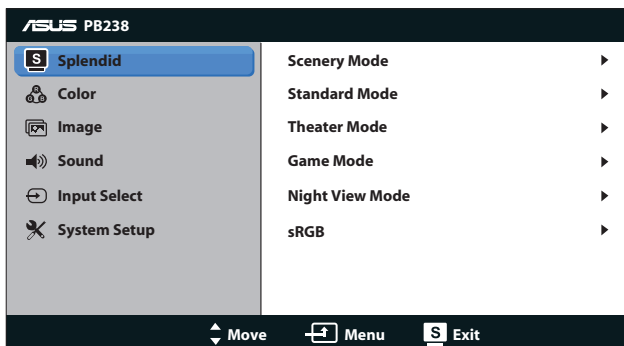 ASUS PB238
S Splendid
Color
Image
Sound
Input Select
System Setup
Scenery Mode
Standard Mode
Theater Mode
Game Mode
Night View Mode
sRGB
Move Menu S Exit